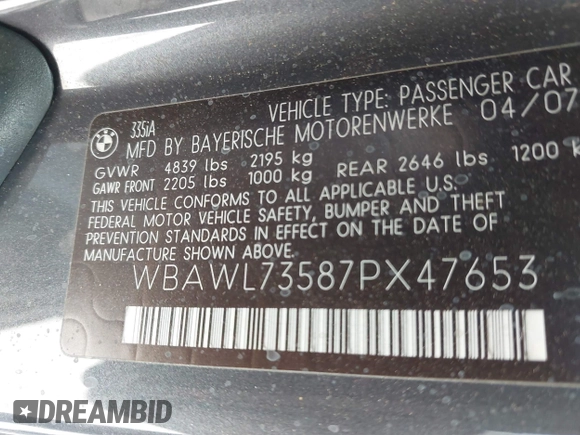 BMW
335iA
VEHICLE TYPE: PASSENGER CAR
MFD BY BAYERISCHE MOTORENWERKE 04/07
GVWR 4839 lbs 2195 kg
GAWR FRONT 2205 lbs 1000 kg REAR 2646 lbs 1200 kg
THIS VEHICLE CONFORMS TO ALL APPLICABLE U.S.
FEDERAL MOTOR VEHICLE SAFETY, BUMPER AND THEFT
PREVENTION STANDARDS IN EFFECT ON THE DATE OF
MANUFACTURE SHOWN ABOVE.
WBAWL73587PX47653
DREAMBID